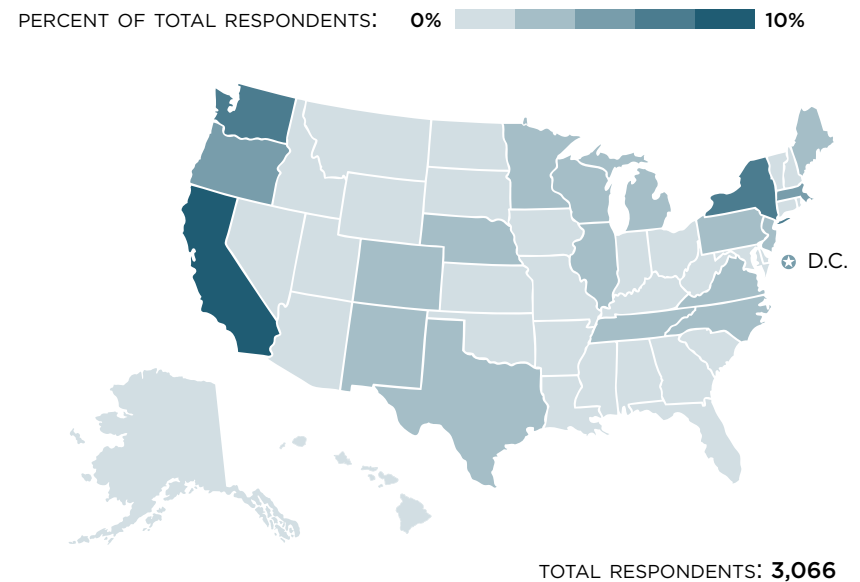 PERCENT OF TOTAL RESPONDENTS: 0% 10%
D.C.
TOTAL RESPONDENTS: 3,066